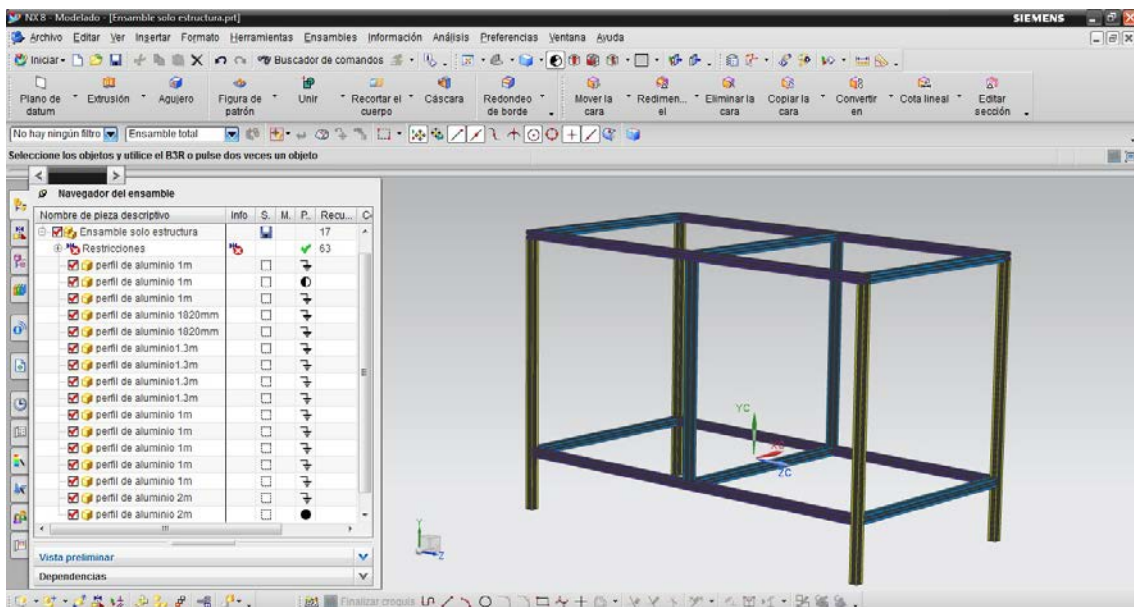 NX 8 - Modelado - [Ensamble solo estructura.prt]
SIEMENS
Archivo Editar Ver Insertar Formato Herramientas Ensambles Información Análisis Preferencias Ventana Ayuda
Iniciar Buscador de comandos
Plano de datum
Extrusión
Agujero
Figura de patrón
Unir
Recortar el cuerpo
Cáscara
Redondeo de borde
Mover la cara
Redimen... el
Eliminar la cara
Copiar la cara
Convertir en
Cota lineal
Editar sección
No hay ningún filtro Ensamble total
Seleccione los objetos y utilice el B3R o pulse dos veces un objeto
Navegador del ensamble
Nombre de pieza descriptivo Info S. M. P.. Recu...
Ensamble solo estructura 17
Restricciones 63
perfil de aluminio 1m
perfil de aluminio 1m
perfil de aluminio 1m
perfil de aluminio 1820mm
perfil de aluminio 1820mm
perfil de aluminio1.3m
perfil de aluminio1.3m
perfil de aluminio1.3m
perfil de aluminio1.3m
perfil de aluminio 1m
perfil de aluminio 1m
perfil de aluminio 1m
perfil de aluminio 1m
perfil de aluminio 1m
perfil de aluminio 2m
perfil de aluminio 2m
Vista preliminar
Dependencias
YC
ZC
Y
Z
Finalizar croquis